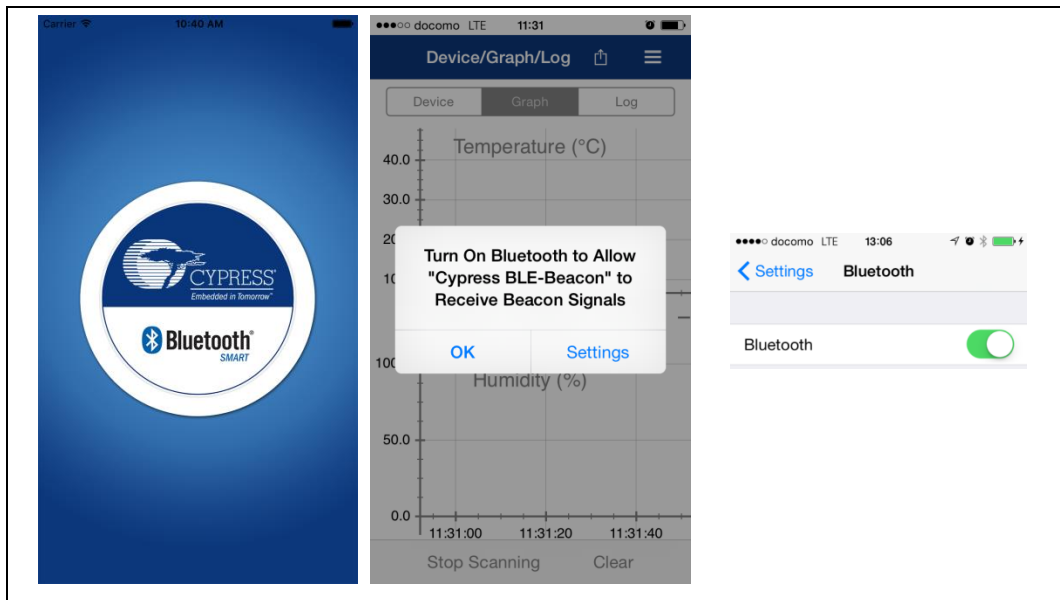 Carrier 10:40 AM
CYPRESS
Embedded in Tomorrow™
Bluetooth®
SMART
docomo LTE 11:31
Device/Graph/Log
Device Graph Log
Temperature (°C)
40.0
30.0
20
10
Turn On Bluetooth to Allow
"Cypress BLE-Beacon" to
Receive Beacon Signals
OK Settings
100
Humidity (%)
50.0
0.0
11:31:00 11:31:20 11:31:40
Stop Scanning Clear
docomo LTE 13:06
Settings Bluetooth
Bluetooth